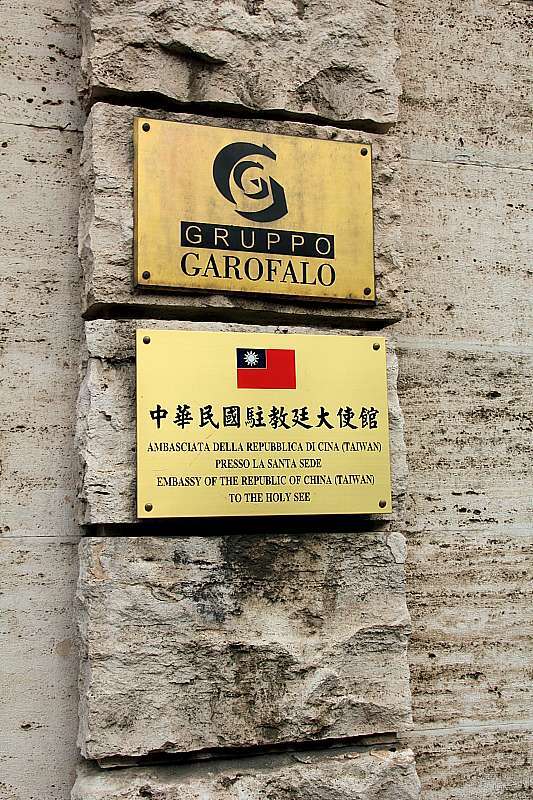 GRUPPO
GAROFALO
中華民國駐教廷大使館
AMBASCIATA DELLA REPUBBLICA DI CINA (TAIWAN)
PRESSO LA SANTA SEDE
EMBASSY OF THE REPUBLIC OF CHINA (TAIWAN)
TO THE HOLY SEE